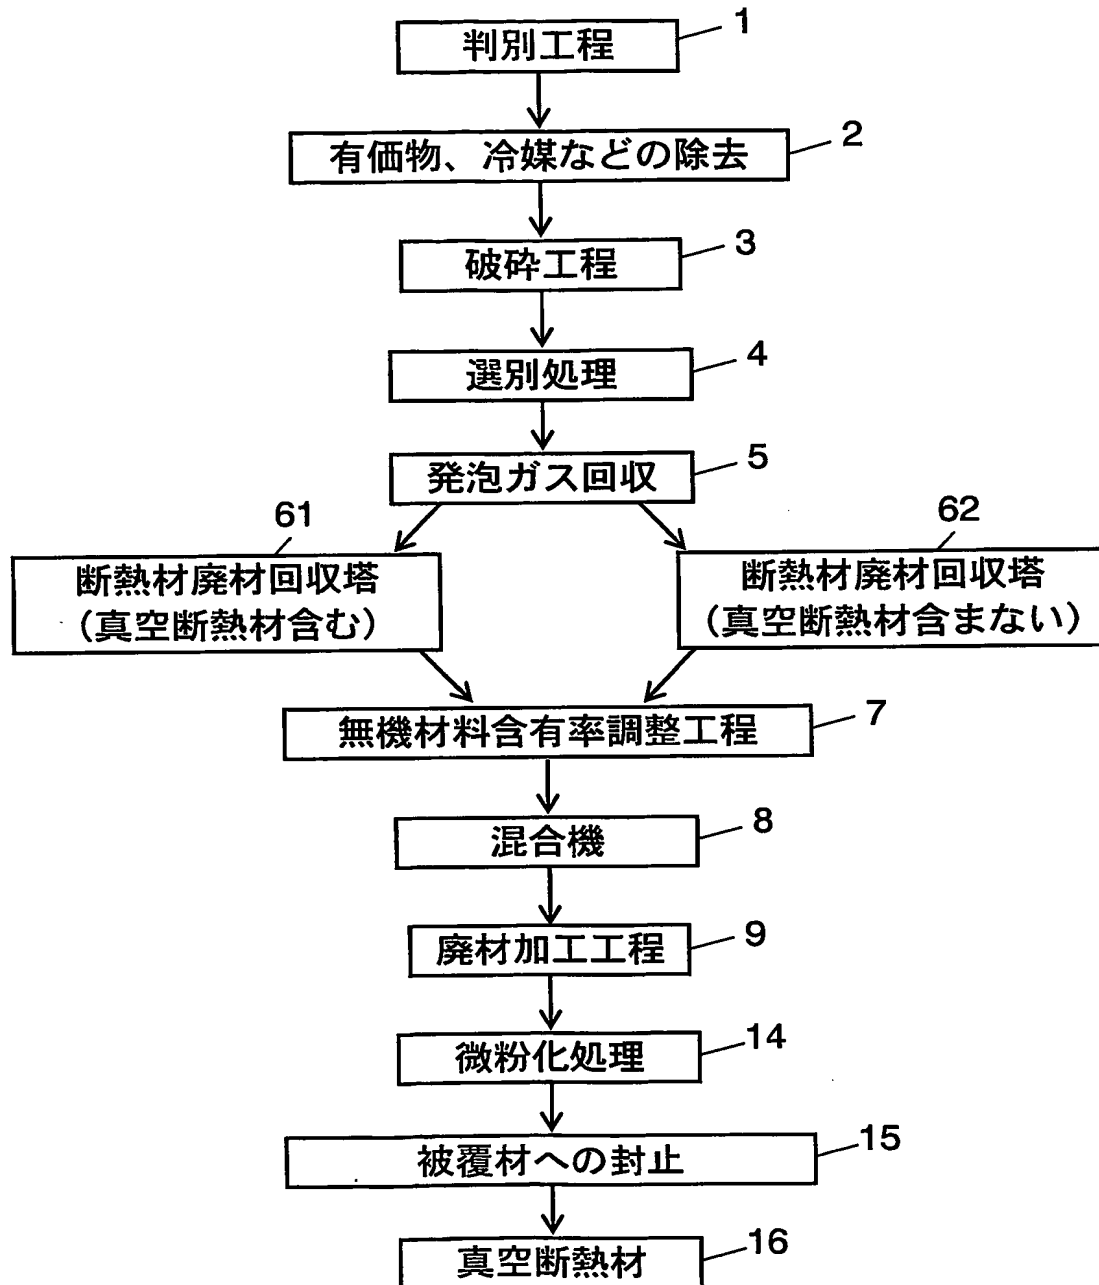 1
判別工程
2
有価物、冷媒などの除去
3
破砕工程
4
選別処理
5
発泡ガス回収
61
断熱材廃材回収塔
(真空断熱材含む)
62
断熱材廃材回収塔
(真空断熱材含まない)
7
無機材料含有率調整工程
8
混合機
9
廃材加工工程
14
微粉化処理
15
被覆材への封止
16
真空断熱材